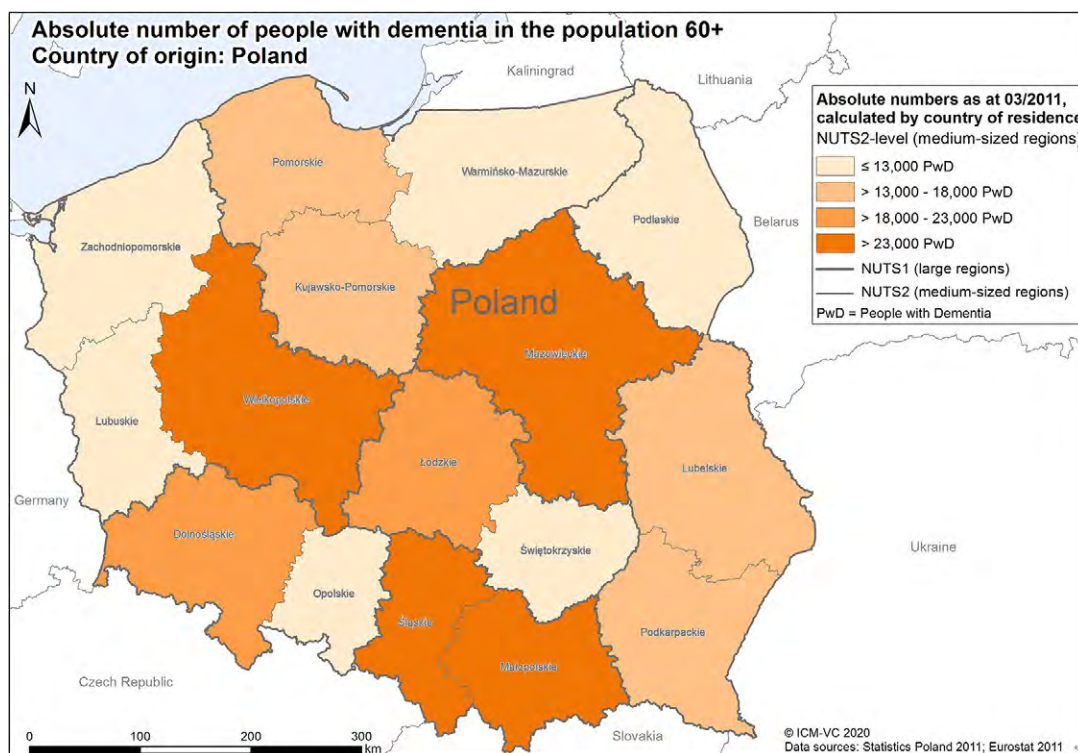 Absolute number of people with dementia in the population 60+
Country of origin: Poland
Kaliningrad
Lithuania
N
Absolute numbers as at 03/2011,
calculated by country of residence
NUTS2-level (medium-sized regions)
≤ 13,000 PwD
> 13,000 - 18,000 PwD
> 18,000 - 23,000 PwD
> 23,000 PwD
NUTS1 (large regions)
NUTS2 (medium-sized regions)
PwD = People with Dementia
Pomorskie
Warmińsko-Mazurskie
Podlaskie
Belarus
Zachodniopomorskie
Kujawsko-Pomorskie
Poland
Mazowieckie
Wielkopolskie
Lubuskie
Łódzkie
Lubelskie
Germany
Dolnośląskie
Świętokrzyskie
Ukraine
Opolskie
Śląskie
Małopolskie
Podkarpackie
Czech Republic
Slovakia
0 100 200 300
km
© ICM-VC 2020
Data sources: Statistics Poland 2011; Eurostat 2011